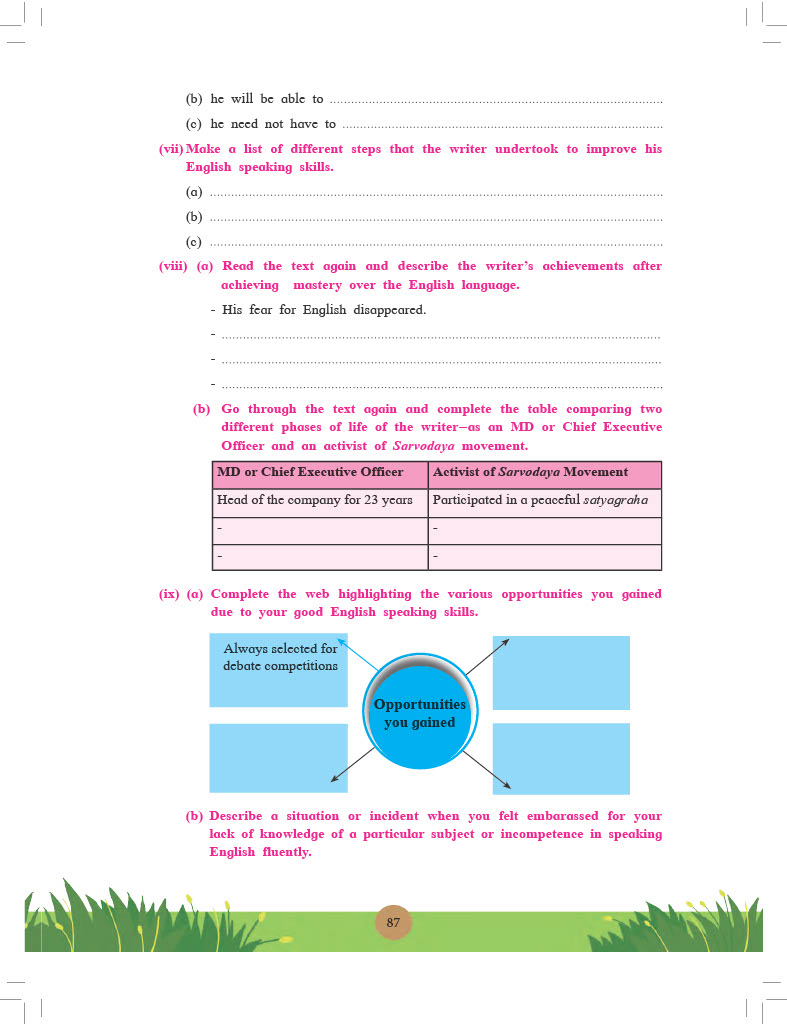 (b) he will be able to ..........................................................................................
(c) he need not have to ......................................................................................
(vii) Make a list of different steps that the writer undertook to improve his
English speaking skills.
(a) ...........................................................................................................................
(b) ...........................................................................................................................
(c) ...........................................................................................................................
(viii) (a) Read the text again and describe the writer's achievements after
achieving mastery over the English language.
- His fear for English disappeared.
- .......................................................................................................................
- .......................................................................................................................
- .......................................................................................................................
(b) Go through the text again and complete the table comparing two
different phases of life of the writer–as an MD or Chief Executive
Officer and an activist of Sarvodaya movement.
MD or Chief Executive Officer Activist of Sarvodaya Movement
Head of the company for 23 years Participated in a peaceful satyagraha
- -
- -
(ix) (a) Complete the web highlighting the various opportunities you gained
due to your good English speaking skills.
Always selected for
debate competitions
Opportunities
you gained
(b) Describe a situation or incident when you felt embarassed for your
lack of knowledge of a particular subject or incompetence in speaking
English fluently.
87